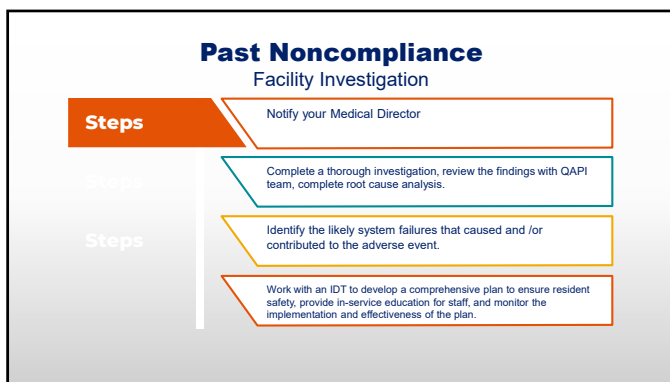 Past Noncompliance
Facility Investigation
Steps
Notify your Medical Director
Steps
Complete a thorough investigation, review the findings with QAPI
team, complete root cause analysis.
Steps
Identify the likely system failures that caused and /or
contributed to the adverse event.
Work with an IDT to develop a comprehensive plan to ensure resident
safety, provide in-service education for staff, and monitor the
implementation and effectiveness of the plan.